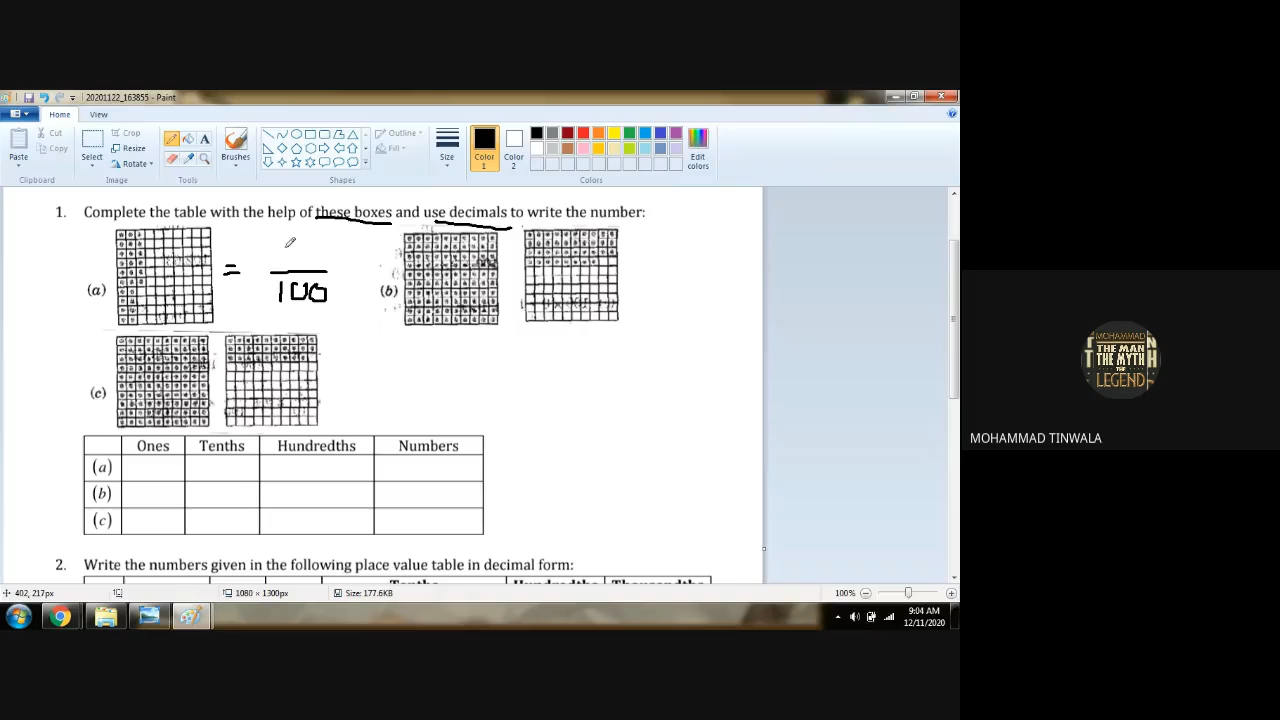 20201122_163855 - Paint
Home
View
Paste
Cut
Copy
Clipboard
Select
Crop
Resize
Rotate
Image
A
Tools
Brushes
Outline
Fill
Shapes
Size
Color
1
Color
2
Edit
colors
Colors
1. Complete the table with the help of these boxes and use decimals to write the number:
(a)
=
100
(b)
(c)
Ones Tenths Hundredths Numbers
(a)
(b)
(c)
2. Write the numbers given in the following place value table in decimal form:
Tenths Hundredths Thousandths
402, 217px
1080 × 1300px
Size: 177.6KB
100%
9:04 AM
12/11/2020
MOHAMMAD
THE MAN
THE MYTH
THE
LEGEND
MOHAMMAD TINWALA